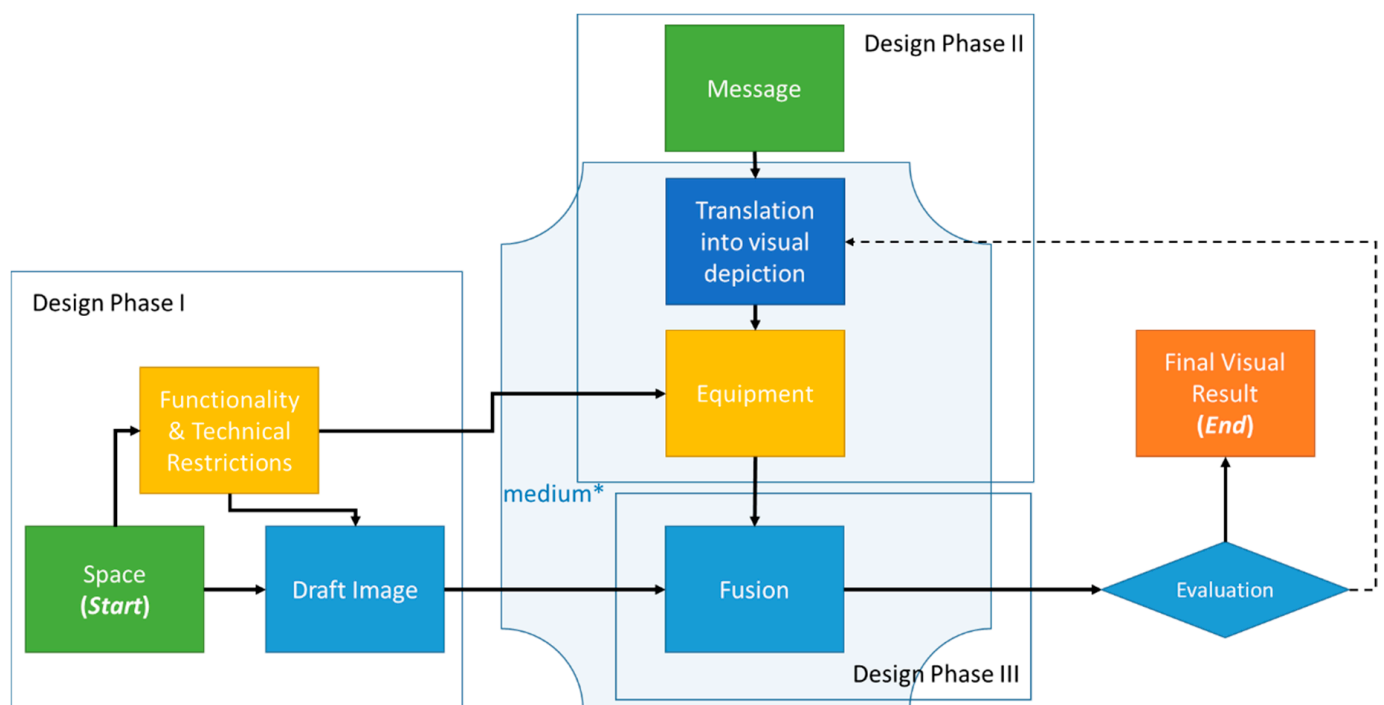 Design Phase II
Message
Translation
into visual
depiction
Design Phase I
Functionality
& Technical
Restrictions
Equipment
Final Visual
Result
(End)
medium*
Space
(Start)
Draft Image
Fusion
Evaluation
Design Phase III